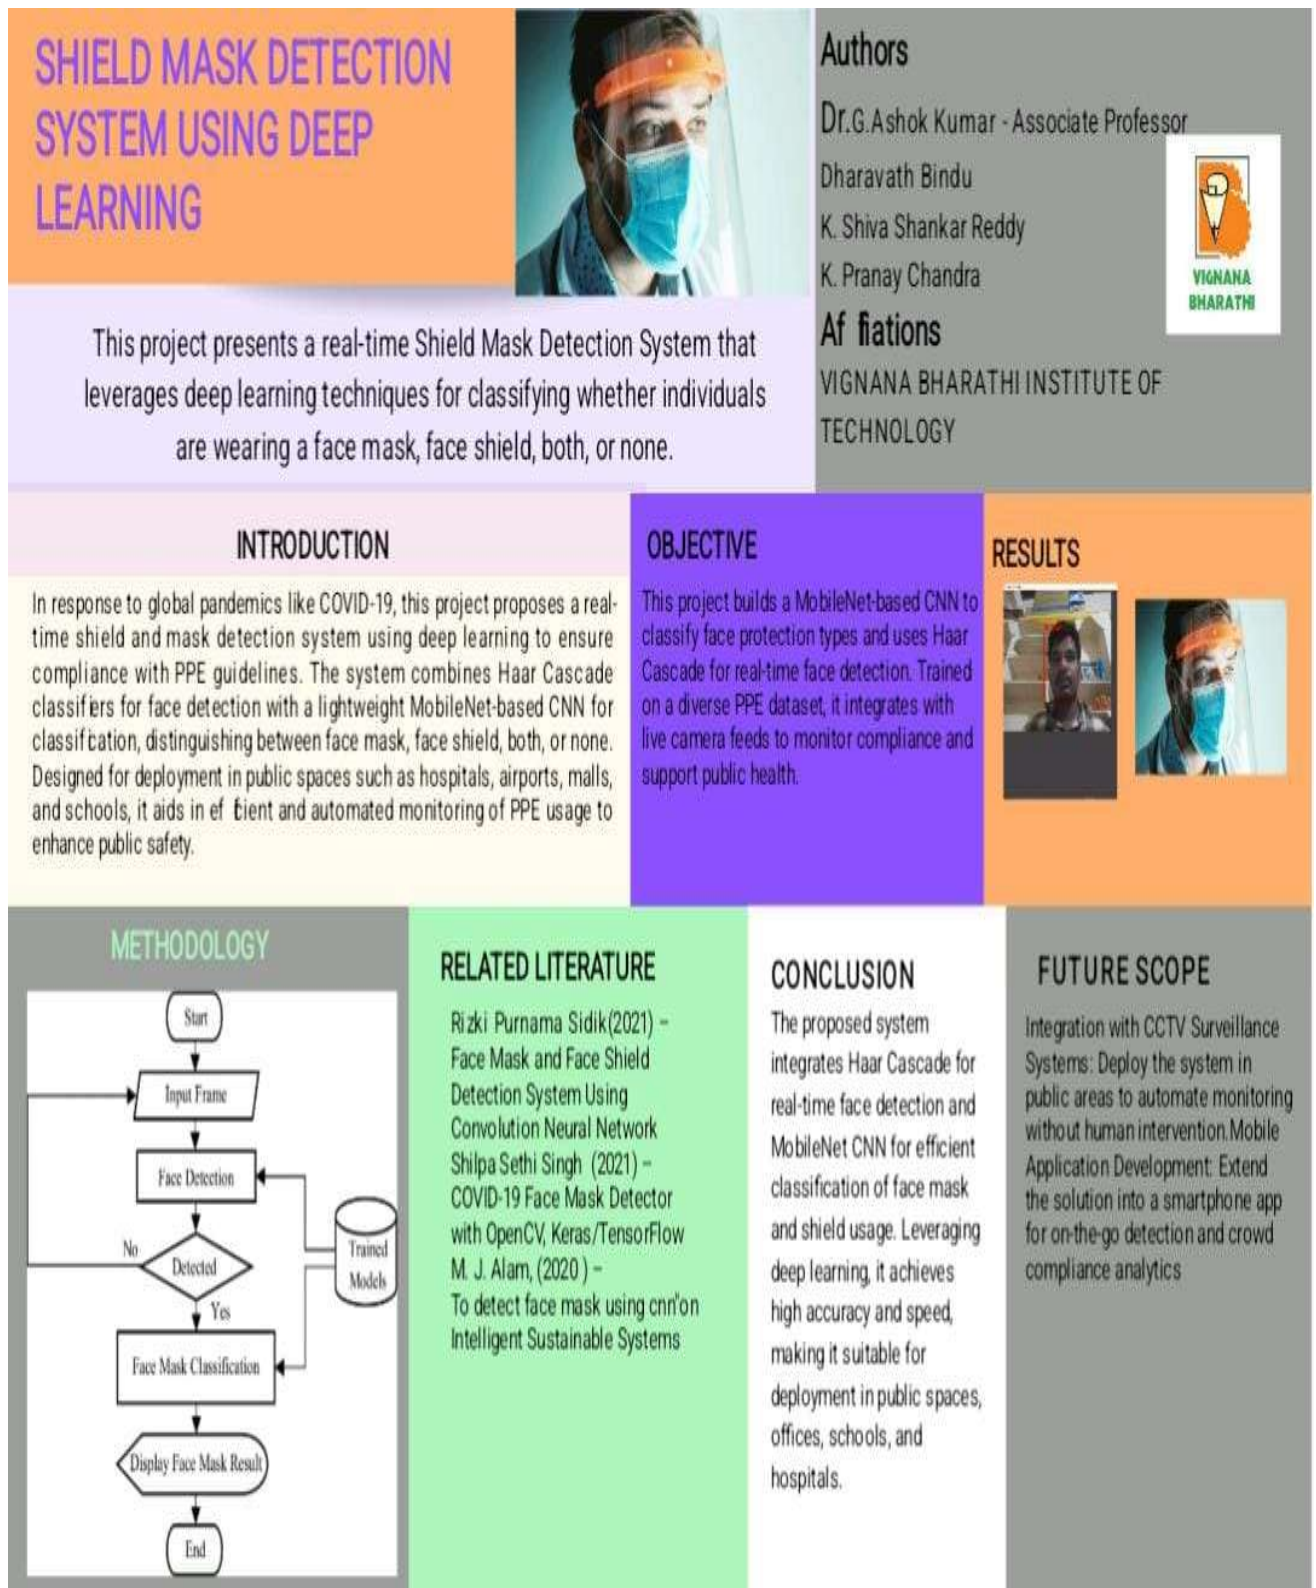 SHIELD MASK DETECTION
SYSTEM USING DEEP
LEARNING
This project presents a real-time Shield Mask Detection System that
leverages deep learning techniques for classifying whether individuals
are wearing a face mask, face shield, both, or none.
Authors
Dr.G.Ashok Kumar - Associate Professor
Dharavath Bindu
K. Shiva Shankar Reddy
K. Pranay Chandra
Af fiations
VIGNANA BHARATHI INSTITUTE OF
TECHNOLOGY
VIGNANA
BHARATHI
INTRODUCTION
In response to global pandemics like COVID-19, this project proposes a real-
time shield and mask detection system using deep learning to ensure
compliance with PPE guidelines. The system combines Haar Cascade
classifiers for face detection with a lightweight MobileNet-based CNN for
classification, distinguishing between face mask, face shield, both, or none.
Designed for deployment in public spaces such as hospitals, airports, malls,
and schools, it aids in ef ficient and automated monitoring of PPE usage to
enhance public safety.
OBJECTIVE
This project builds a MobileNet-based CNN to
classify face protection types and uses Haar
Cascade for real-time face detection. Trained
on a diverse PPE dataset, it integrates with
live camera feeds to monitor compliance and
support public health.
RESULTS
METHODOLOGY
Start
Input Frame
Face Detection
No
Detected
Trained
Models
Yes
Face Mask Classification
Display Face Mask Result
End
RELATED LITERATURE
Rizki Purnama Sidik(2021) –
Face Mask and Face Shield
Detection System Using
Convolution Neural Network
Shilpa Sethi Singh (2021) –
COVID-19 Face Mask Detector
with OpenCV, Keras/TensorFlow
M. J. Alam, (2020 ) –
To detect face mask using cnn"on
Intelligent Sustainable Systems
CONCLUSION
The proposed system
integrates Haar Cascade for
real-time face detection and
MobileNet CNN for efficient
classification of face mask
and shield usage. Leveraging
deep learning, it achieves
high accuracy and speed,
making it suitable for
deployment in public spaces,
offices, schools, and
hospitals.
FUTURE SCOPE
Integration with CCTV Surveillance
Systems: Deploy the system in
public areas to automate monitoring
without human intervention.Mobile
Application Development: Extend
the solution into a smartphone app
for on-the-go detection and crowd
compliance analytics